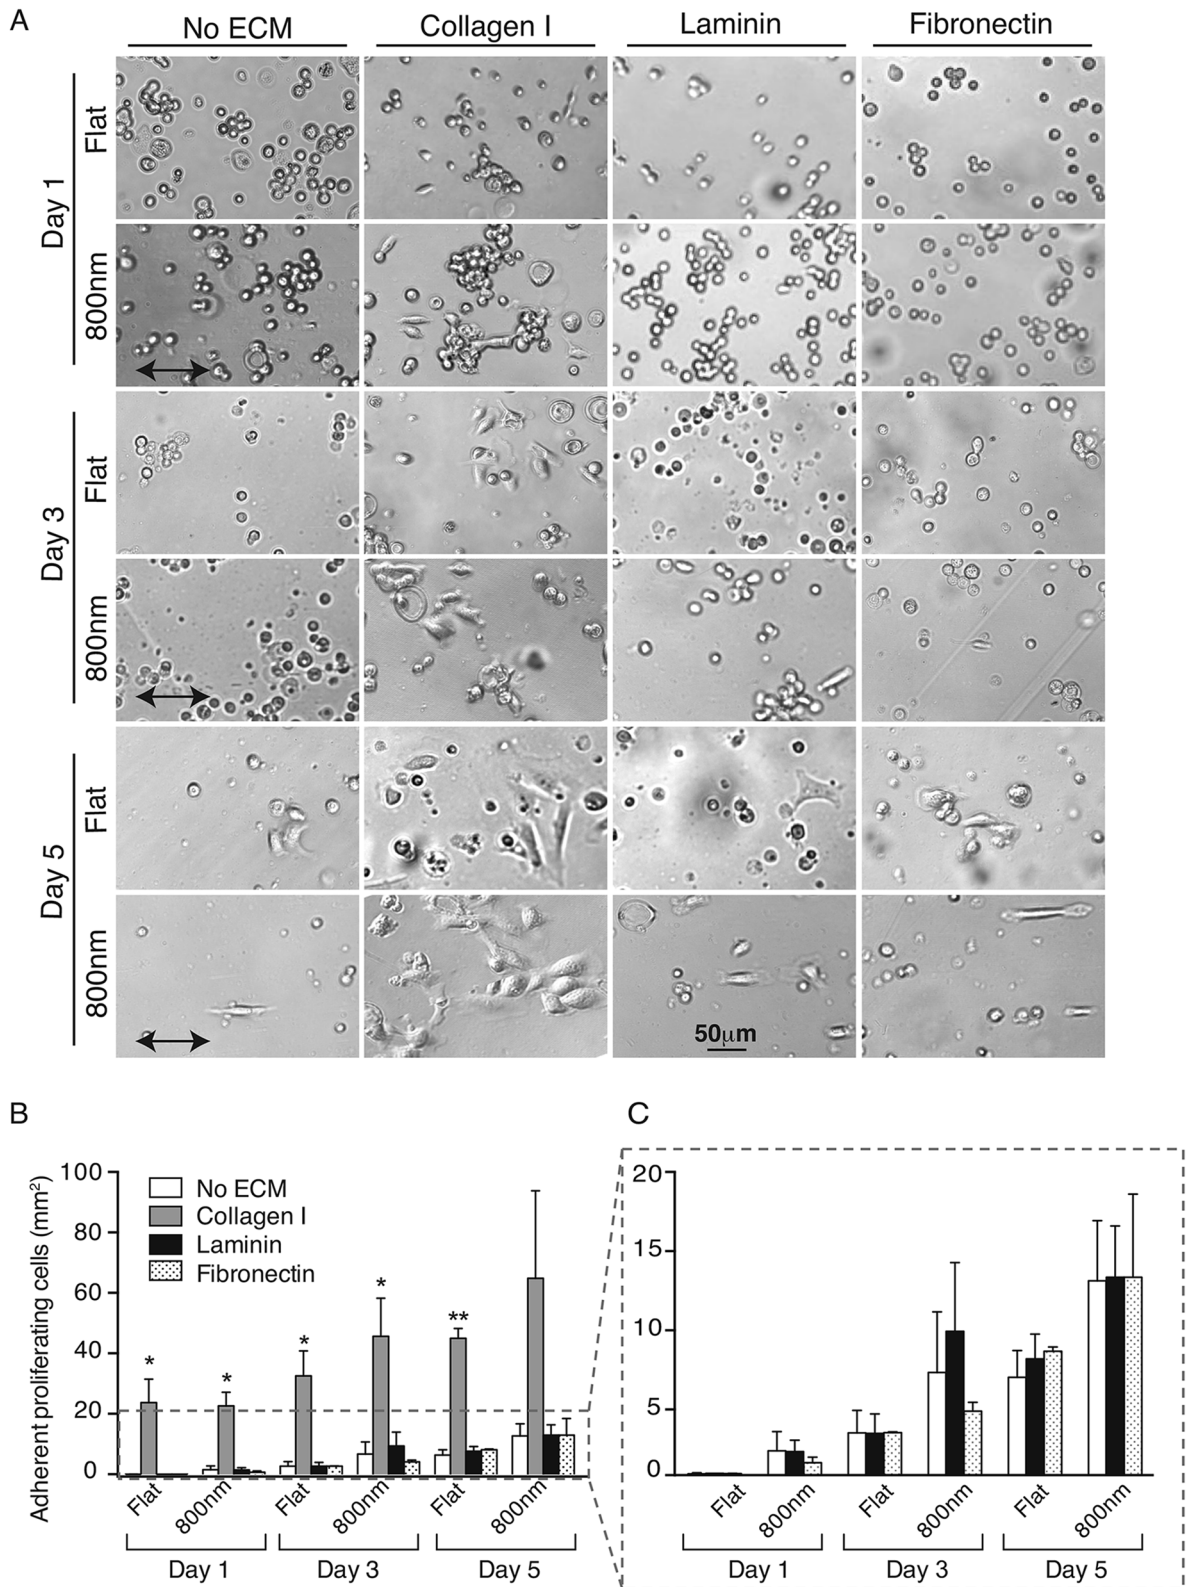 A
No ECM Collagen I Laminin Fibronectin
Day 1
Flat
800nm
Day 3
Flat
800nm
Day 5
Flat
800nm
50μm
B
C
Adherent proliferating cells (mm²)
100
80
60
40
20
0
No ECM
Collagen I
Laminin
Fibronectin
* * * * **
Flat 800nm Flat 800nm Flat 800nm
Day 1 Day 3 Day 5
20
15
10
5
0
Flat 800nm Flat 800nm Flat 800nm
Day 1 Day 3 Day 5